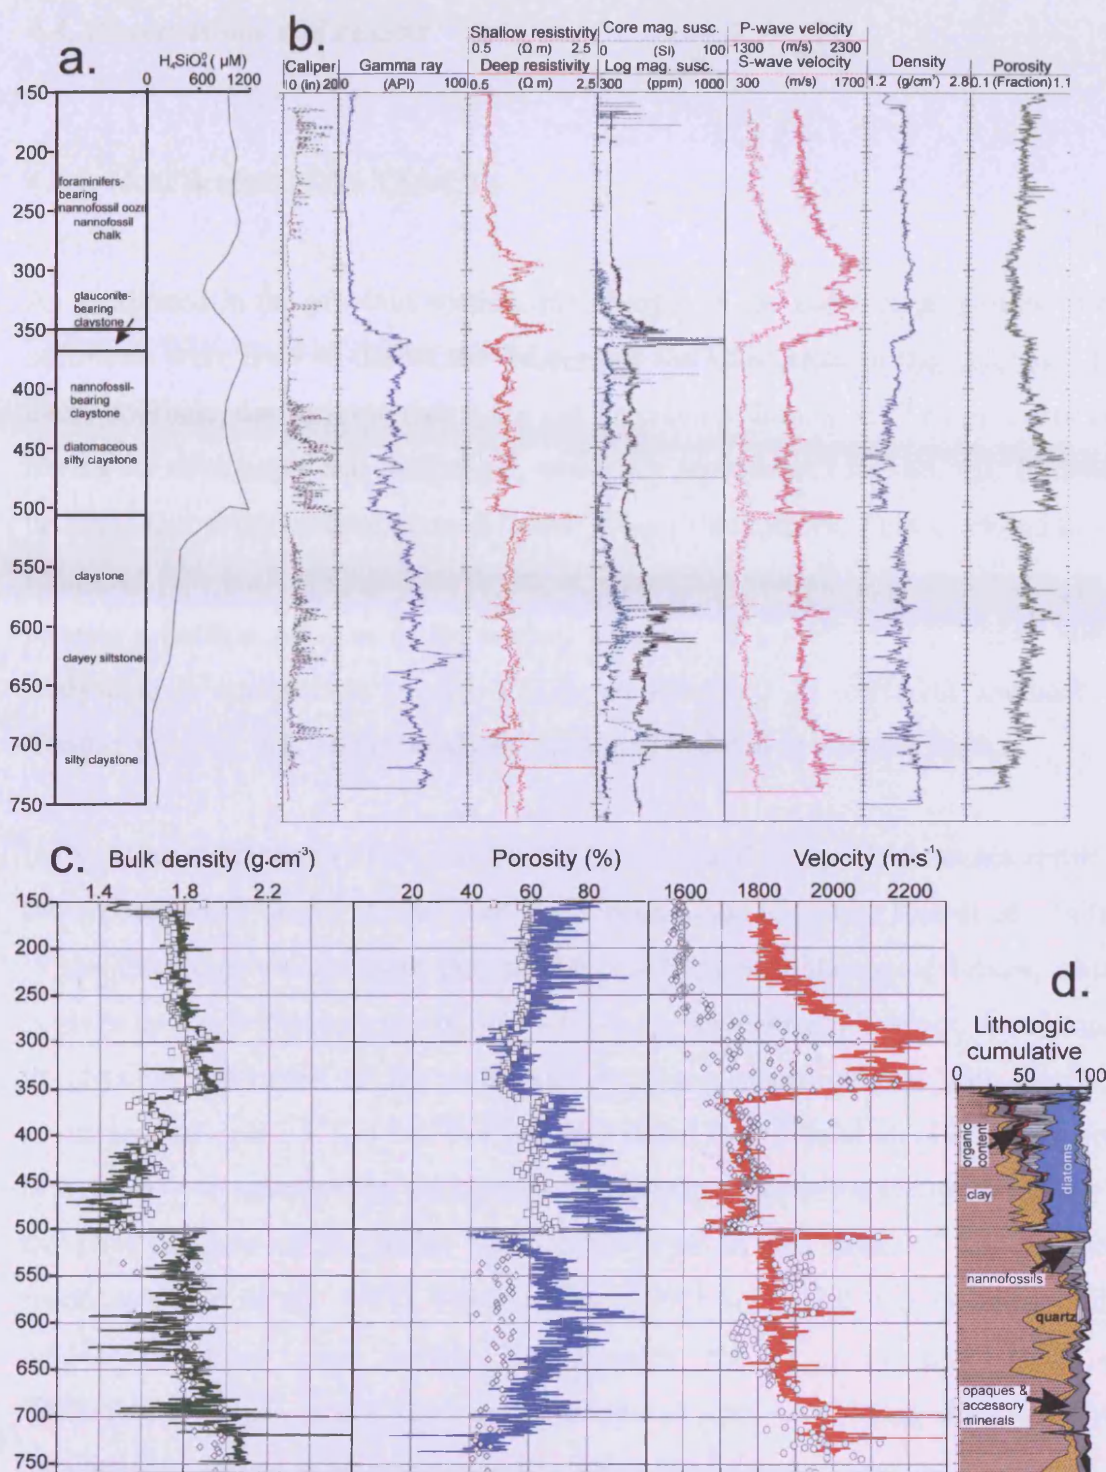 a.
H₄SiO₄⁰ ( µM)
0 600 1200
b.
Caliper
0 (in) 20
Gamma ray
0 (API) 100
Shallow resistivity
0.5 (Ω m) 2.5
Deep resistivity
0.5 (Ω m) 2.5
Core mag. susc.
0 (SI) 100
Log mag. susc.
300 (ppm) 1000
P-wave velocity
1300 (m/s) 2300
S-wave velocity
300 (m/s) 1700
Density
1.2 (g/cm³) 2.8
Porosity
0.1 (Fraction) 1.1
150
200
250
300
350
400
450
500
550
600
650
700
750
foraminifers-
bearing
nannofossil ooze
nannofossil
chalk
glauconite-
bearing
claystone
nannofossil-
bearing
claystone
diatomaceous
silty claystone
claystone
clayey siltstone
silty claystone
c.
Bulk density (g·cm⁻³)
1.4 1.8 2.2
Porosity (%)
20 40 60 80
Velocity (m·s⁻¹)
1600 1800 2000 2200
150
200
250
300
350
400
450
500
550
600
650
700
750
d.
Lithologic
cumulative
0 50 100
organic
content
clay
diatoms
nannofossils
quartz
opaques &
accessory
minerals